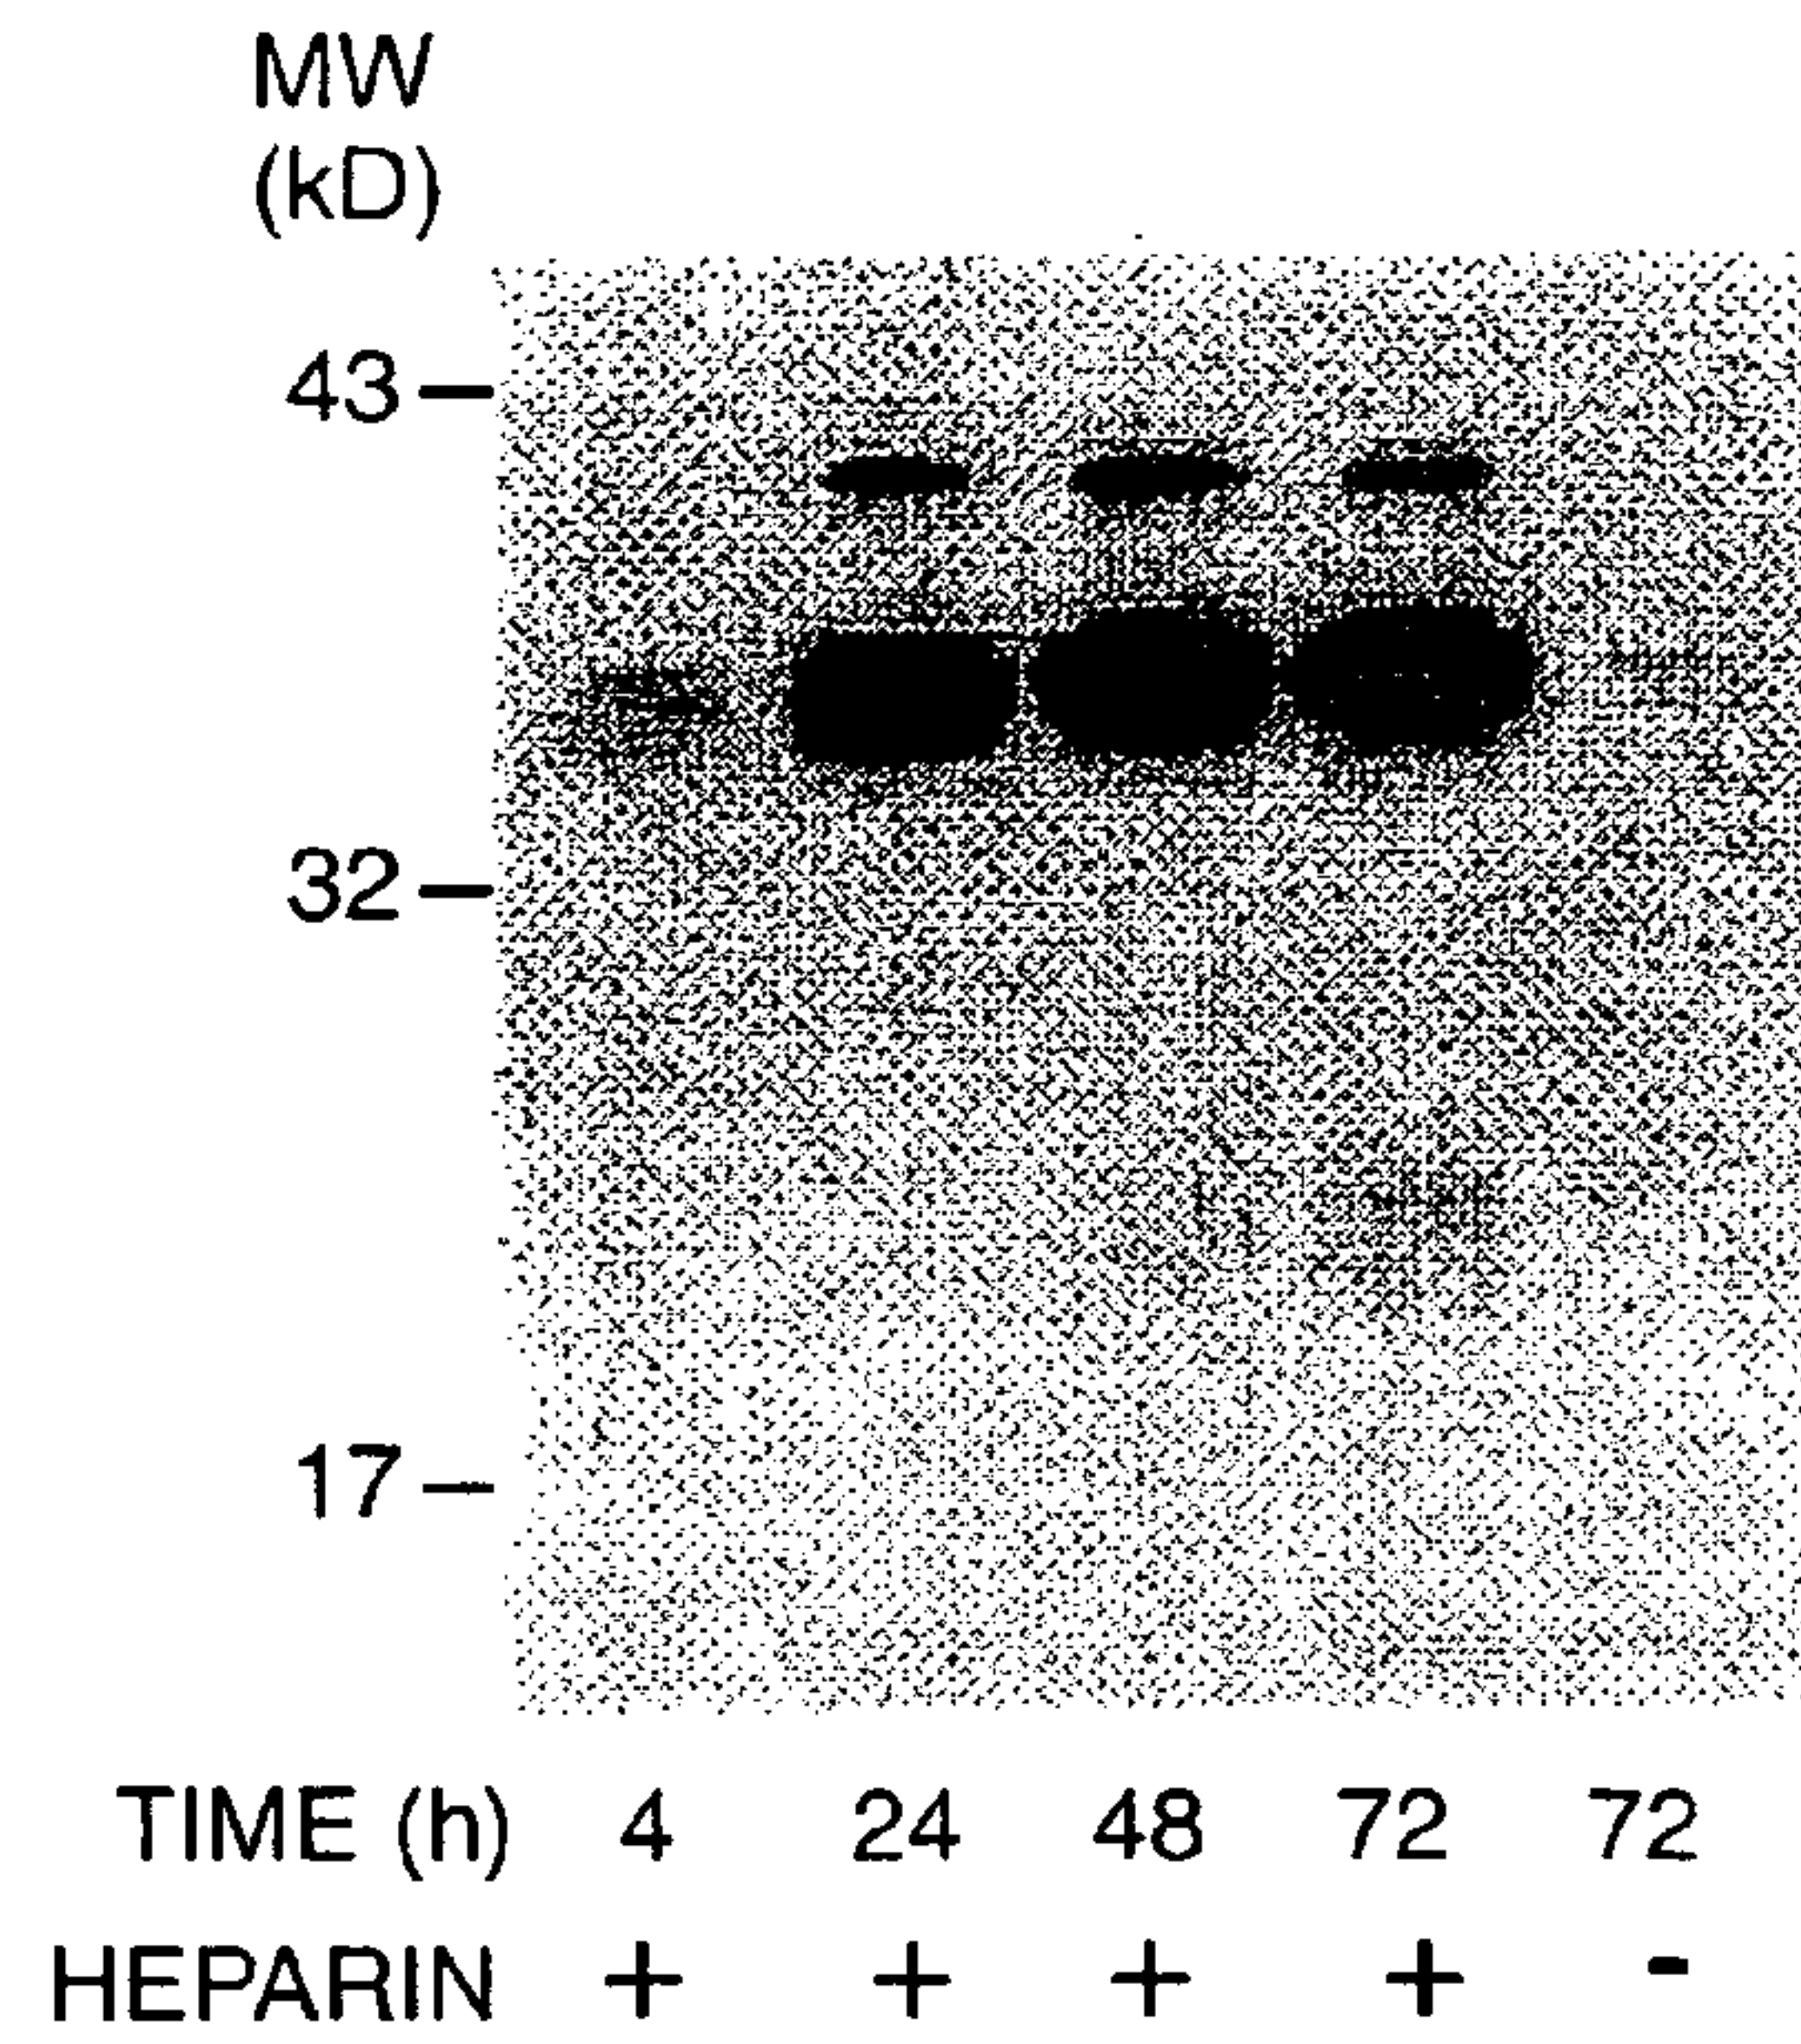 MW
(kD)
43
32
17
TIME (h) 4 24 48 72 72
HEPARIN + + + + -